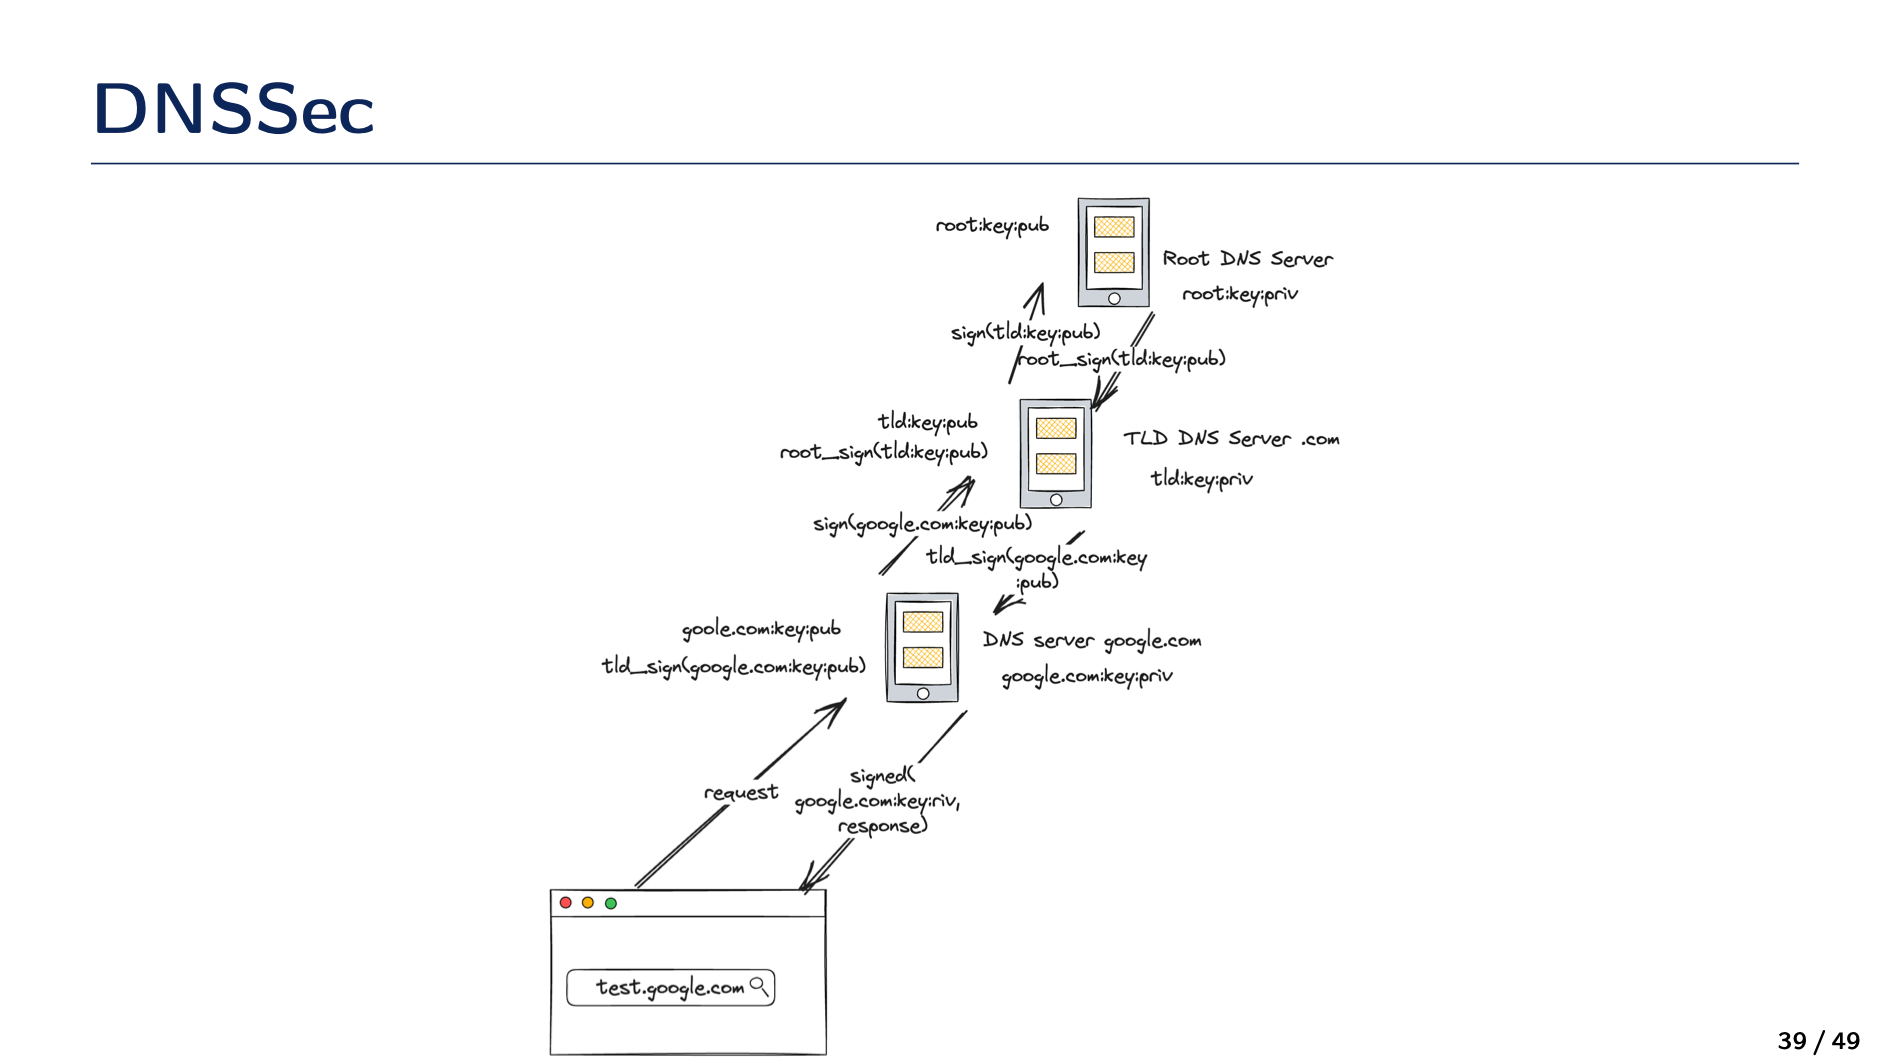 DNSSec
root:key:pub
Root DNS Server
root:key:priv
sign(tld:key:pub)
root_sign(tld:key:pub)
tld:key:pub
root_sign(tld:key:pub)
TLD DNS Server .com
tld:key:priv
sign(google.com:key:pub)
tld_sign(google.com:key
:pub)
goole.com:key:pub
tld_sign(google.com:key:pub)
DNS server google.com
google.com:key:priv
request
signed(
google.com:key:riv,
response)
test.google.com
39 / 49